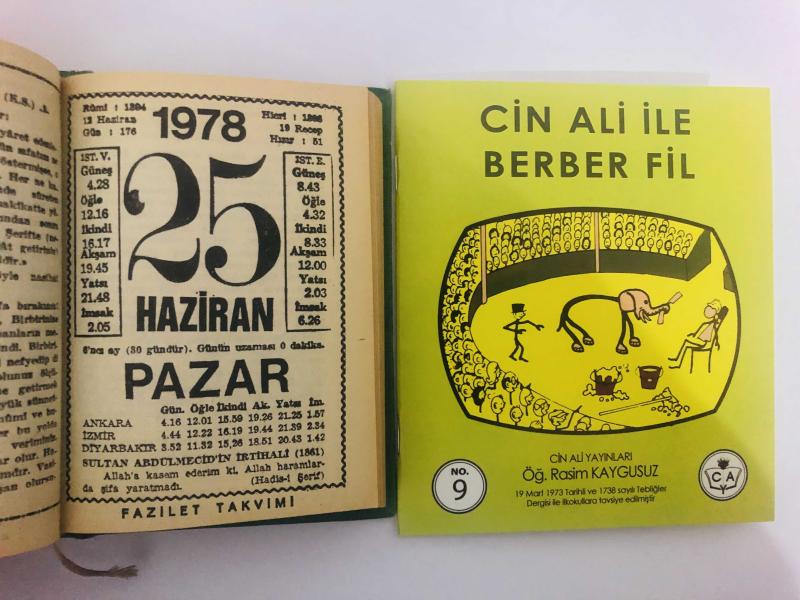 (K.S.)
Rûmi : 1394
13 Haziran
Gün : 176
1978
Hicri : 1398
19 Recep
Hızır : 51
İST. V.
Güneş
4.28
Öğle
12.16
İkindi
16.17
Akşam
19.45
Yatsı
21.48
İmsak
2.05
25
HAZİRAN
İST. E.
Güneş
8.43
Öğle
4.32
İkindi
8.33
Akşam
12.00
Yatsı
2.03
İmsak
6.26
6'ncı ay (30 gündür). Günün uzaması 0 dakika.
PAZAR
Gün. Öğle İkindi Ak. Yatsı İm.
ANKARA 4.16 12.01 15.59 19.26 21.25 1.57
İZMİR 4.44 12.22 16.19 19.44 21.39 2.34
DİYARBAKIR 3.52 11.32 15.26 18.51 20.43 1.42
SULTAN ABDÜLMECİD'İN İRTİHALİ (1861)
Allah'a kasem ederim ki, Allah haramlar-
da şifa yaratmadı. (Hadis-i Şerif)
FAZİLET TAKVİMİ
CİN ALİ İLE
BERBER FİL
CİN ALİ YAYINLARI
Öğ. Rasim KAYGUSUZ
19 Mart 1973 Tarihli ve 1738 sayılı Tebliğler
Dergisi ile ilkokullara tavsiye edilmiştir
NO.
9
C A